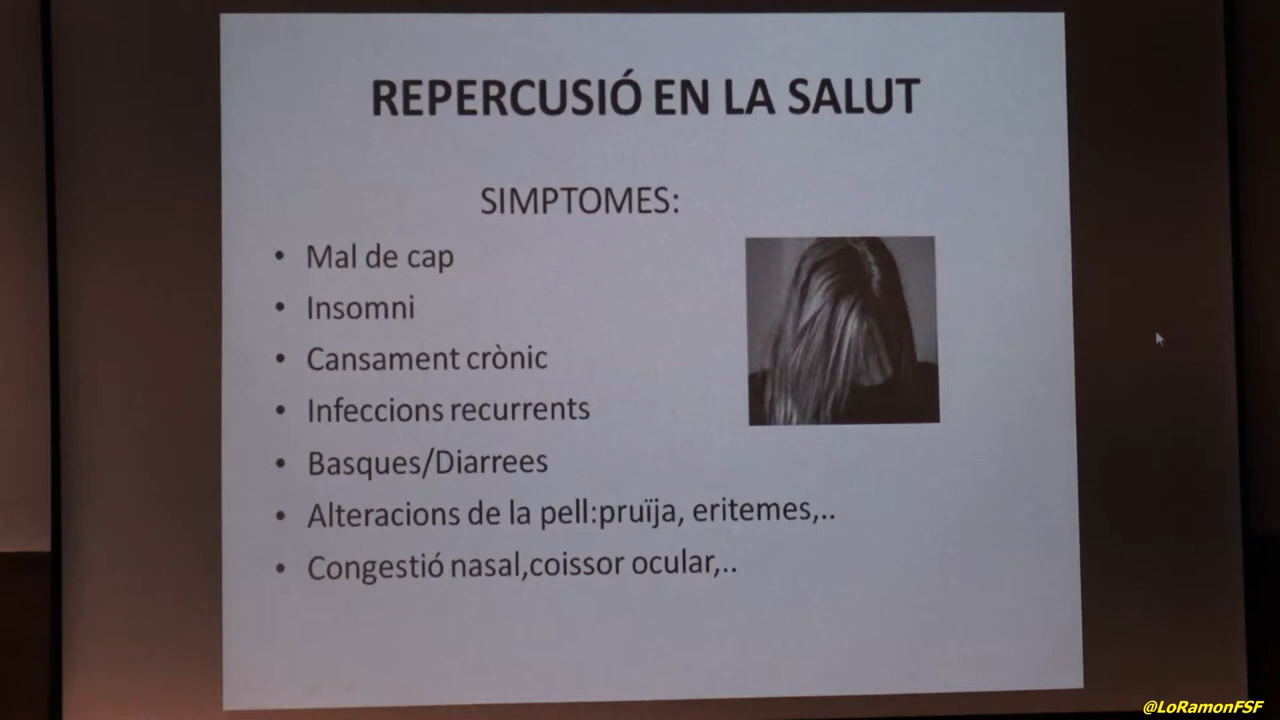 REPERCUSIÓ EN LA SALUT
SIMPTOMES:
• Mal de cap
• Insomni
• Cansament crònic
• Infeccions recurrents
• Basques/Diarrees
• Alteracions de la pell:pruïja, eritemes,..
• Congestió nasal,coissor ocular,..
@LoRamonFSF